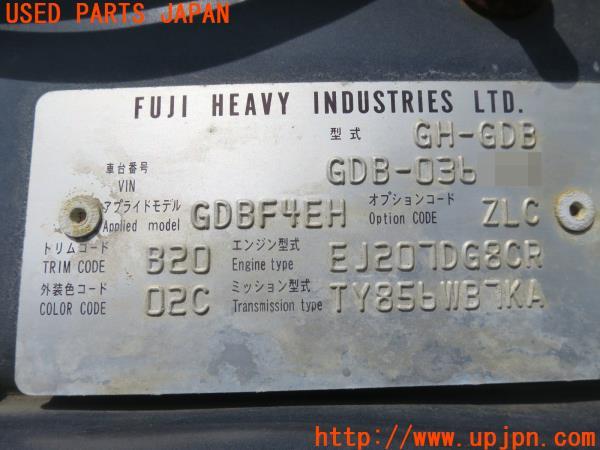 USED PARTS JAPAN
FUJI HEAVY INDUSTRIES LTD.
型式 GH-GDB
車台番号 VIN GDB-036
アプライドモデル Applied model GDBF4EH オプションコード Option CODE ZLC
トリムコード TRIM CODE B20 エンジン型式 Engine type EJ207DG8CR
外装色コード COLOR CODE 02C ミッション型式 Transmission type TY856WB7KA
URL: http://www.upjpn.com